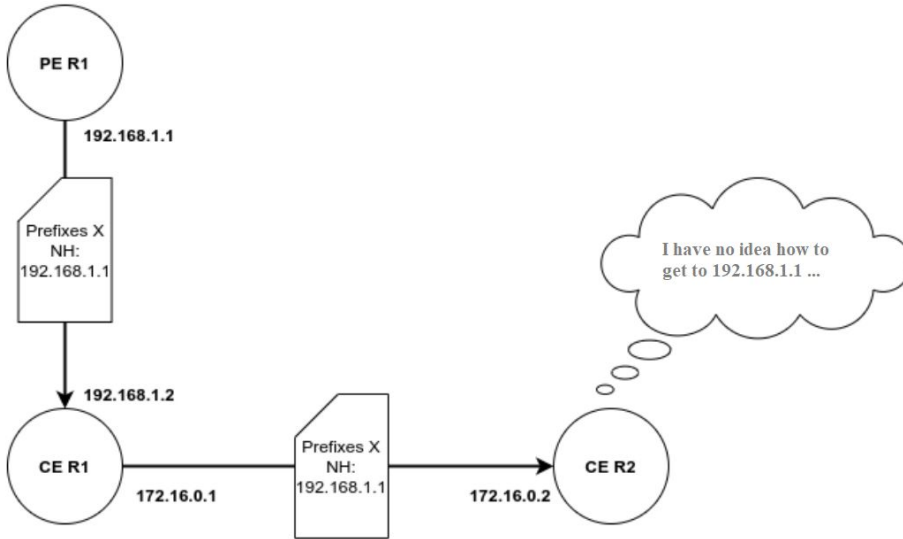 PE R1
192.168.1.1
Prefixes X
NH:
192.168.1.1
I have no idea how to
get to 192.168.1.1 ...
192.168.1.2
CE R1
172.16.0.1
Prefixes X
NH:
192.168.1.1
172.16.0.2
CE R2